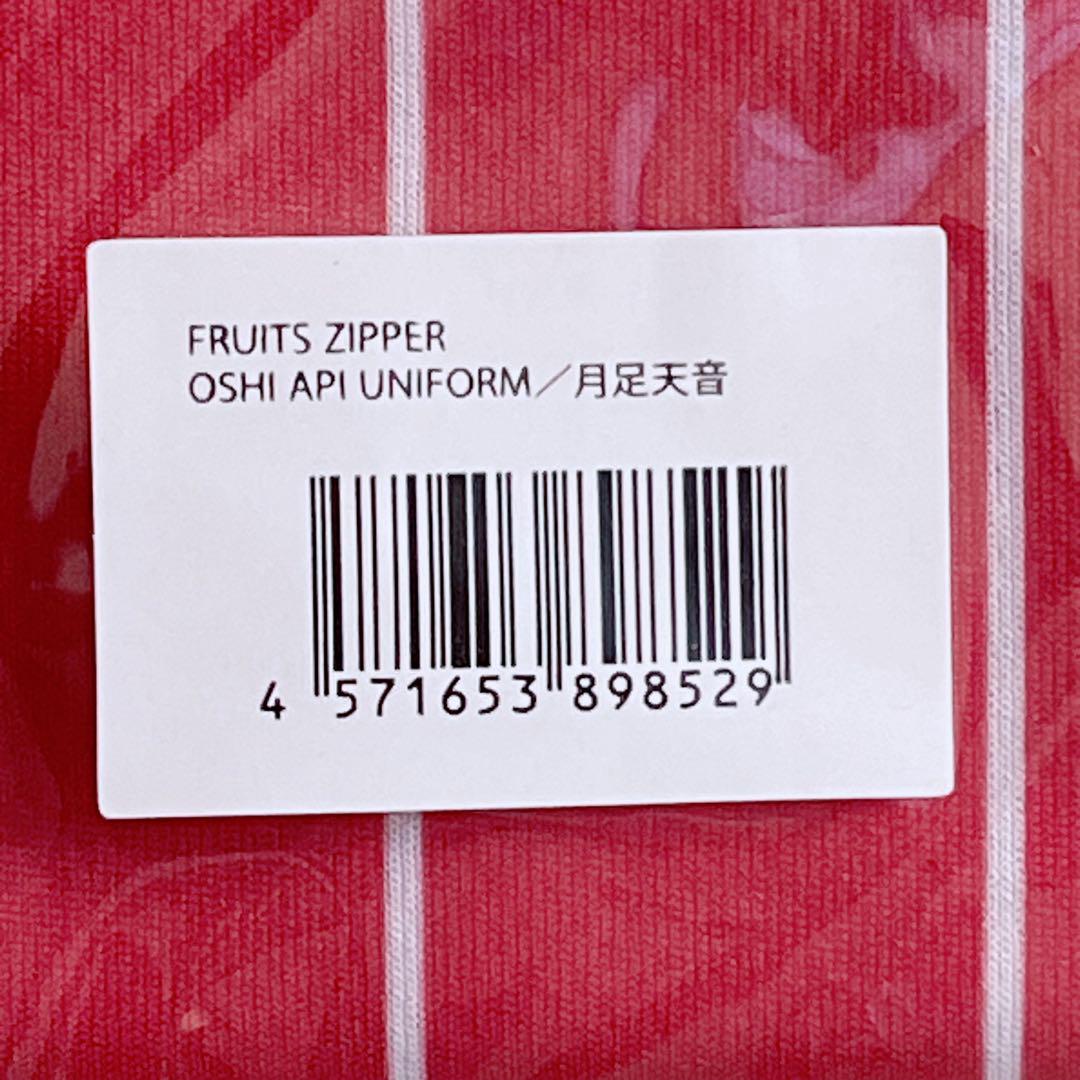 FRUITS ZIPPER
OSHI API UNIFORM／月足天音
4 571653 898529